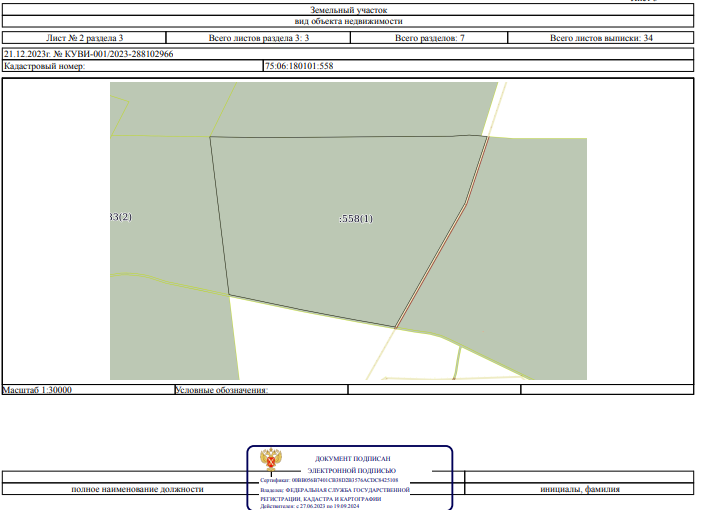 Земельный участок
вид объекта недвижимости
Лист № 2 раздела 3 Всего листов раздела 3: 3 Всего разделов: 7 Всего листов выписки: 34
21.12.2023г. № КУВИ-001/2023-288102966
Кадастровый номер: 75:06:180101:558
33(2)
:558(1)
Масштаб 1:30000 Условные обозначения:
ДОКУМЕНТ ПОДПИСАН
ЭЛЕКТРОННОЙ ПОДПИСЬЮ
Сертификат:
Владелец: ФЕДЕРАЛЬНАЯ СЛУЖБА ГОСУДАРСТВЕННОЙ
РЕГИСТРАЦИИ, КАДАСТРА И КАРТОГРАФИИ
Действителен: с 27.06.2023 по 19.09.2024
полное наименование должности инициалы, фамилия